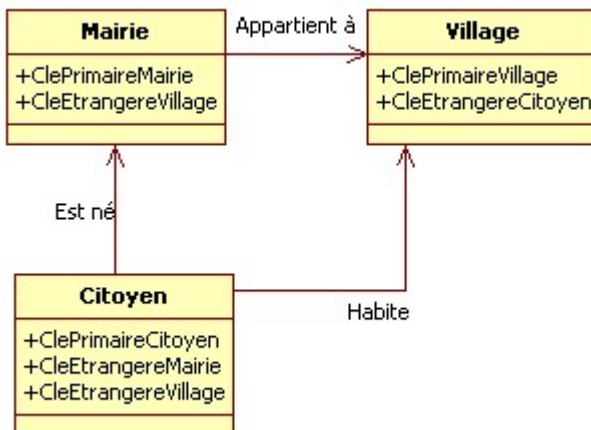 Mairie
+ClePrimaireMairie
+CleEtrangereVillage
Appartient à
Village
+ClePrimaireVillage
+CleEtrangereCitoyen
Est né
Citoyen
+ClePrimaireCitoyen
+CleEtrangereMairie
+CleEtrangereVillage
Habite